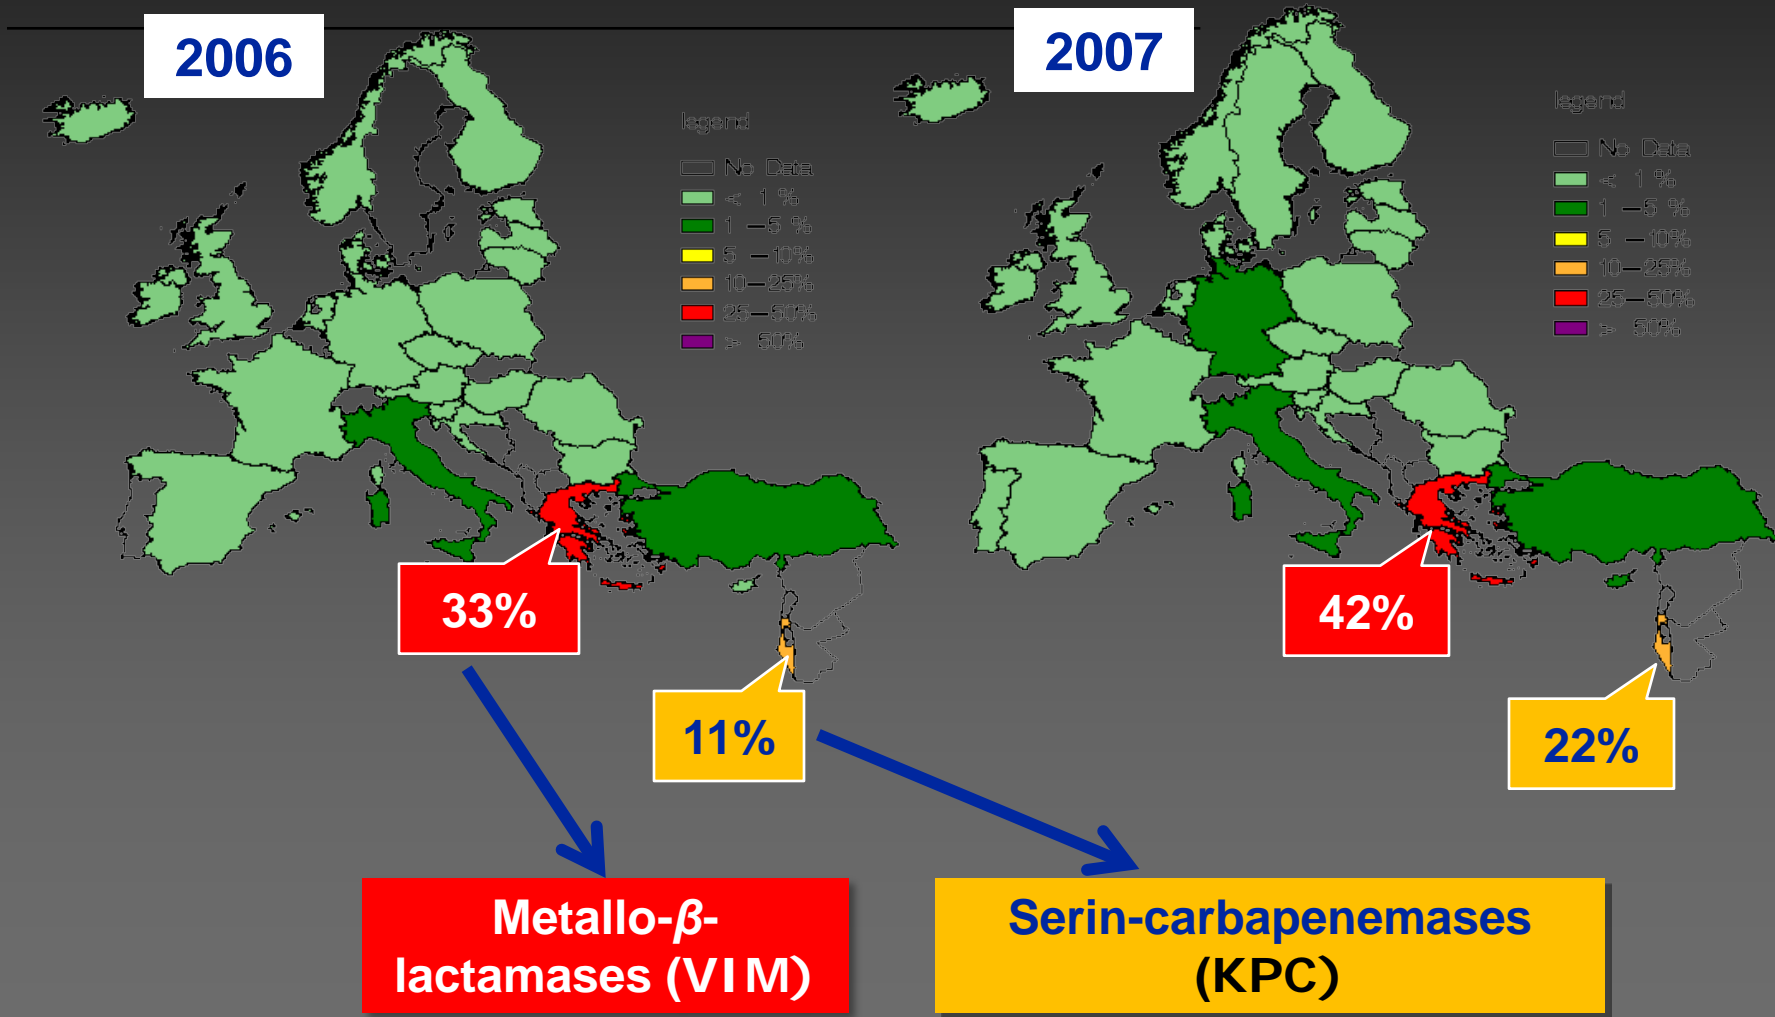 2006
2007
legend
No Data
< 1 %
1 –5 %
5 –10%
10–25%
25–50%
> 50%
legend
No Data
< 1 %
1 –5 %
5 –10%
10–25%
25–50%
> 50%
33%
42%
11%
22%
Metallo-β-
lactamases (VIM)
Serin-carbapenemases
(KPC)